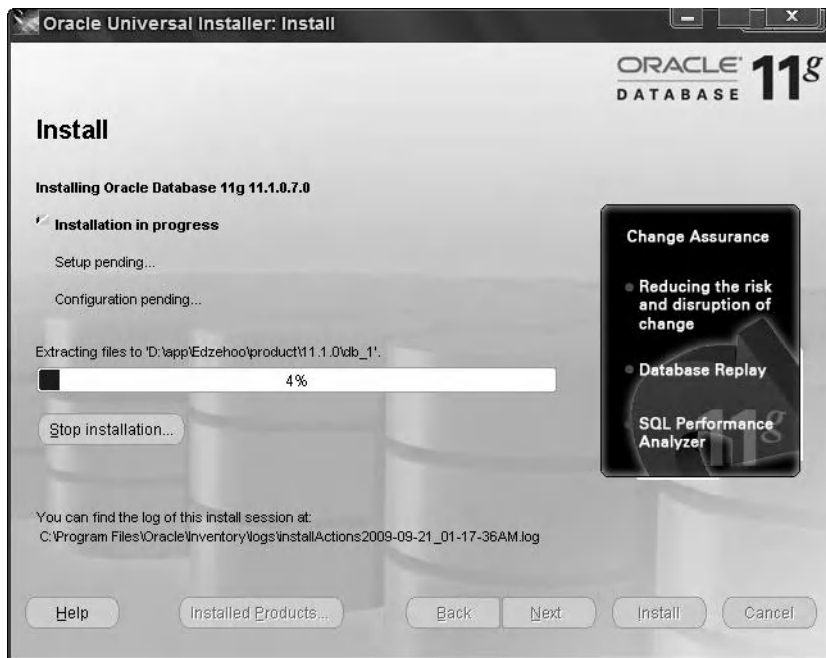 Oracle Universal Installer: Install
ORACLE
DATABASE 11g
Install
Installing Oracle Database 11g 11.1.0.7.0
Installation in progress
Setup pending...
Configuration pending...
Extracting files to 'D:\app\Edzehoo\product\11.1.0\db_1'.
4%
Stop installation...
Change Assurance
Reducing the risk
and disruption of
change
Database Replay
SQL Performance
Analyzer
11g
You can find the log of this install session at:
C:\Program Files\Oracle\Inventory\logs\installActions2009-09-21_01-17-36AM.log
Help
Installed Products...
Back
Next
Install
Cancel